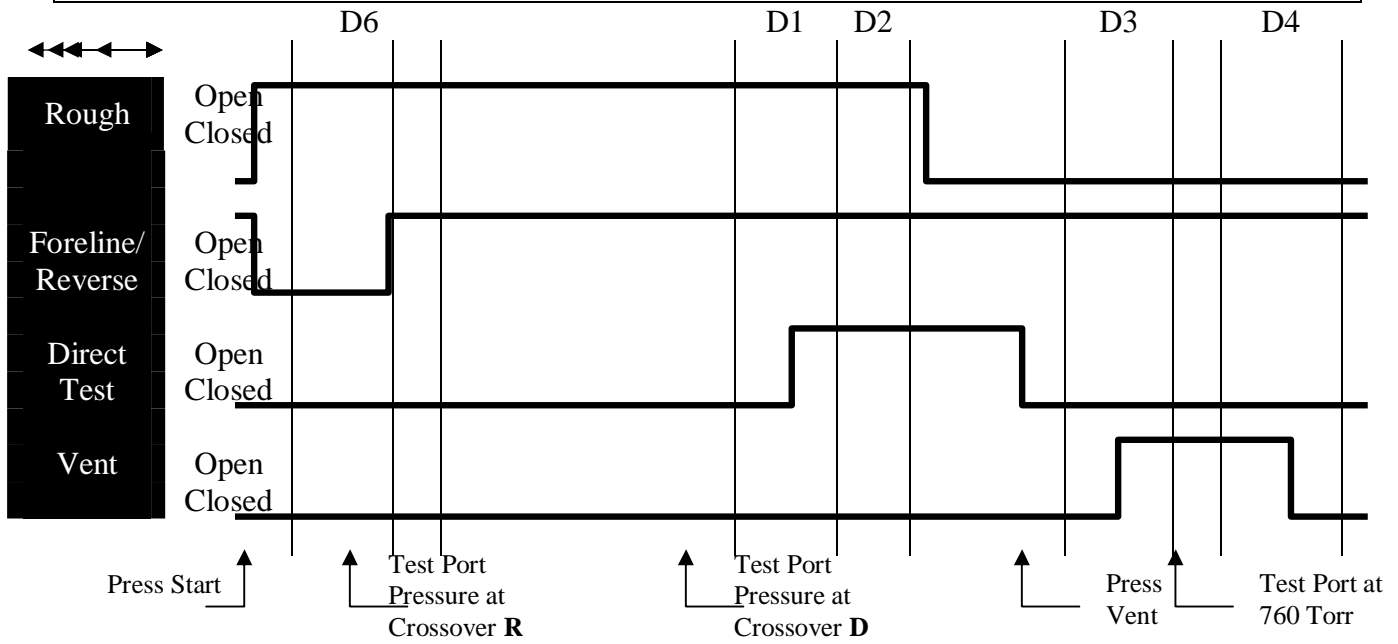 D6 D1 D2 D3 D4
Rough
Open
Closed
Foreline/
Reverse
Open
Closed
Direct
Test
Open
Closed
Vent
Open
Closed
Press Start
Test Port
Pressure at
Crossover R
Test Port
Pressure at
Crossover D
Press
Vent
Test Port at
760 Torr